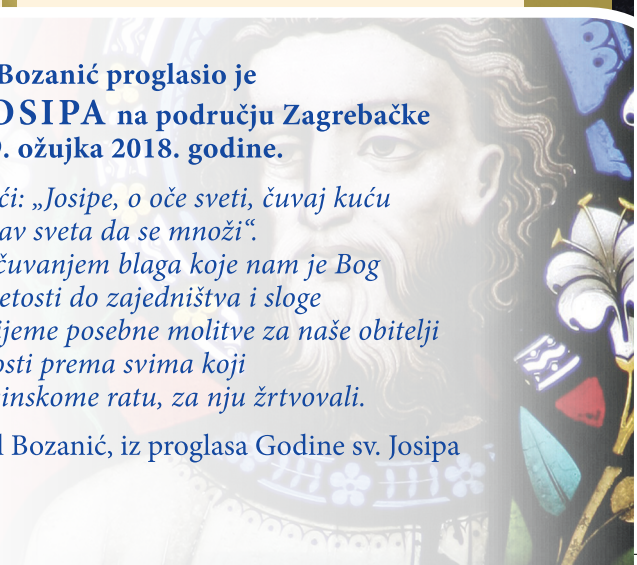 Bozanić proglasio je
OSIPA na području Zagrebačke
. ožujka 2018. godine.
ći: „Josipe, o oče sveti, čuvaj kuću
av sveta da se množi“.
čuvanjem blaga koje nam je Bog
etosti do zajedništva i sloge
ijeme posebne molitve za naše obitelji
osti prema svima koji
inskome ratu, za nju žrtvovali.
l Bozanić, iz proglasa Godine sv. Josipa